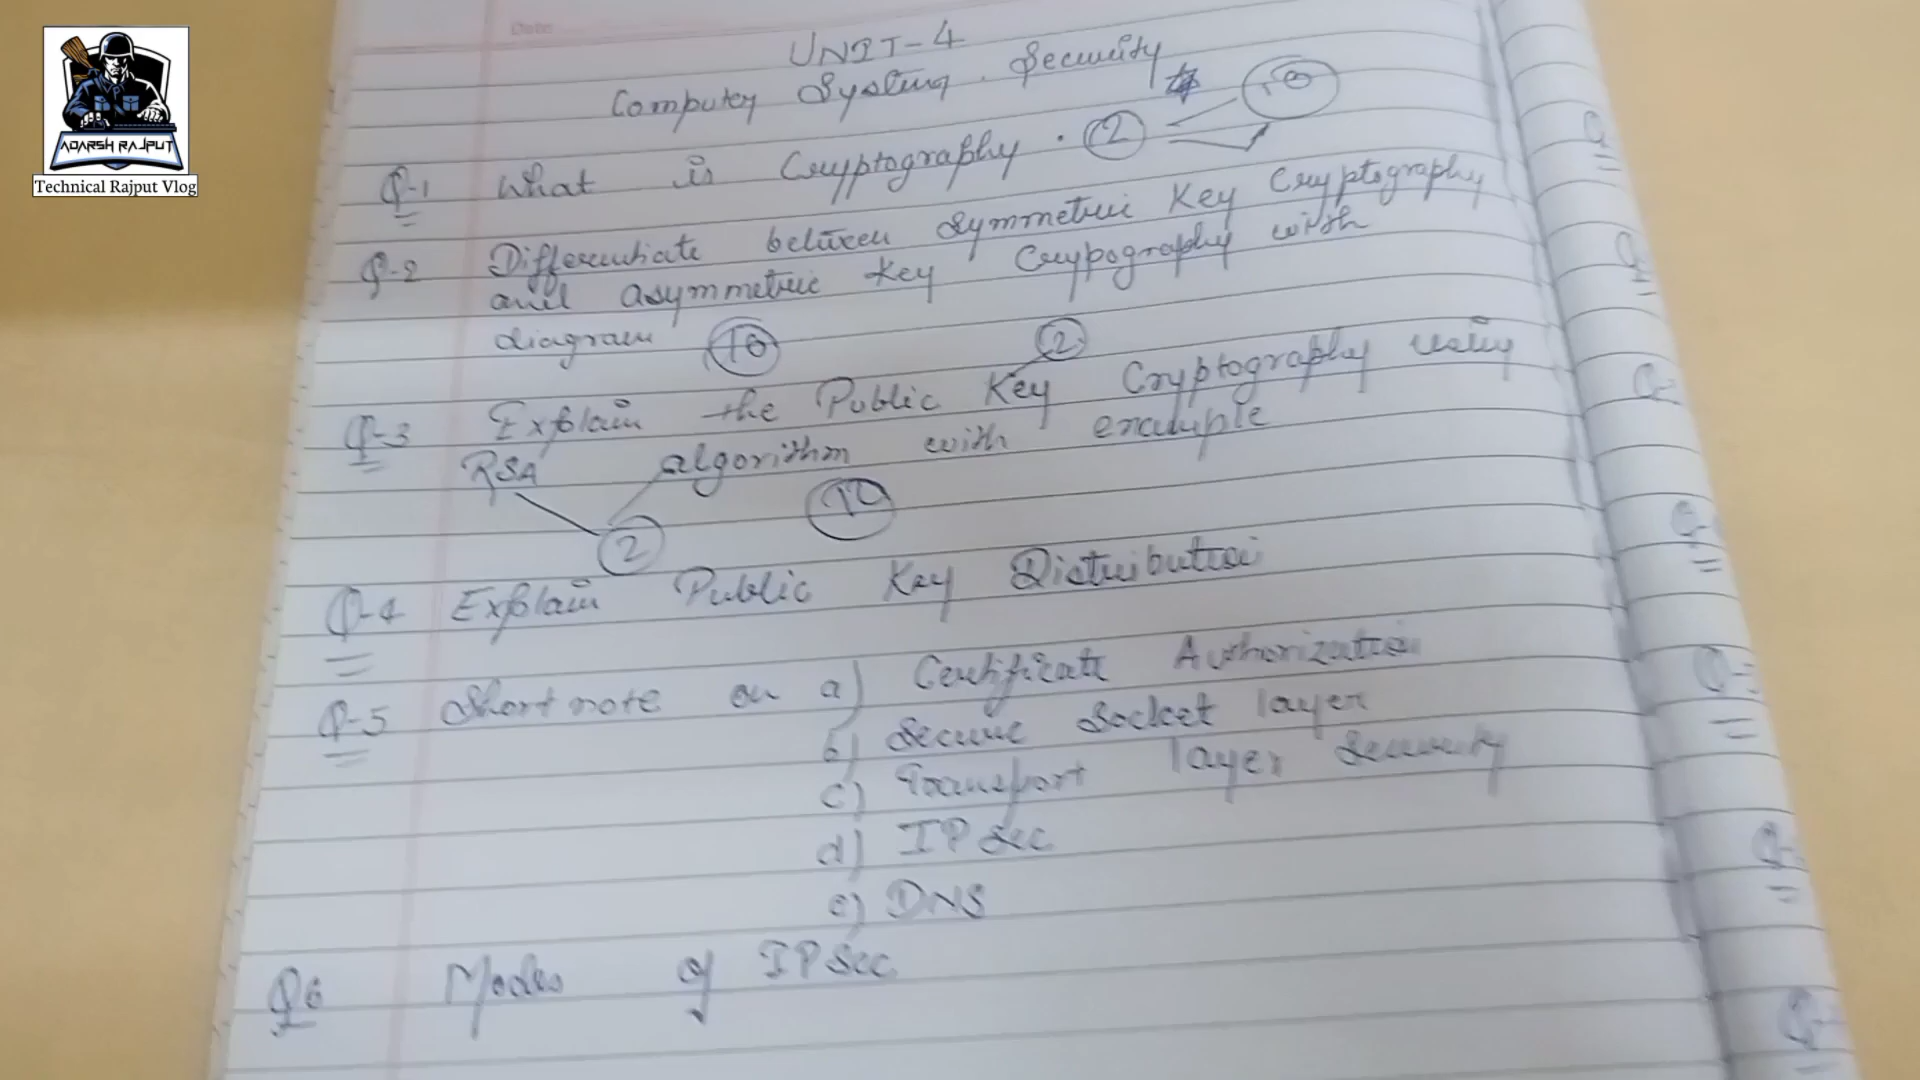 Date
UNIT-4
Computer System Security
Q-1 What is Cryptography. 2
Q-2 Differentiate between Symmetric Key Cryptography
and asymmetric Key Crypography with
diagram 10
2
Q-3 Explain the Public Key Cryptography using
RSA algorithm with example
10
2
Q-4 Explain Public Key Distribution
Q-5 Short note on a) Certificate Authorization
b) Secure Socket layer
c) Transport layer Security
d) IP Sec
e) DNS
Q6 Modes of IP Sec
ADARSH RAJPUT
Technical Rajput Vlog